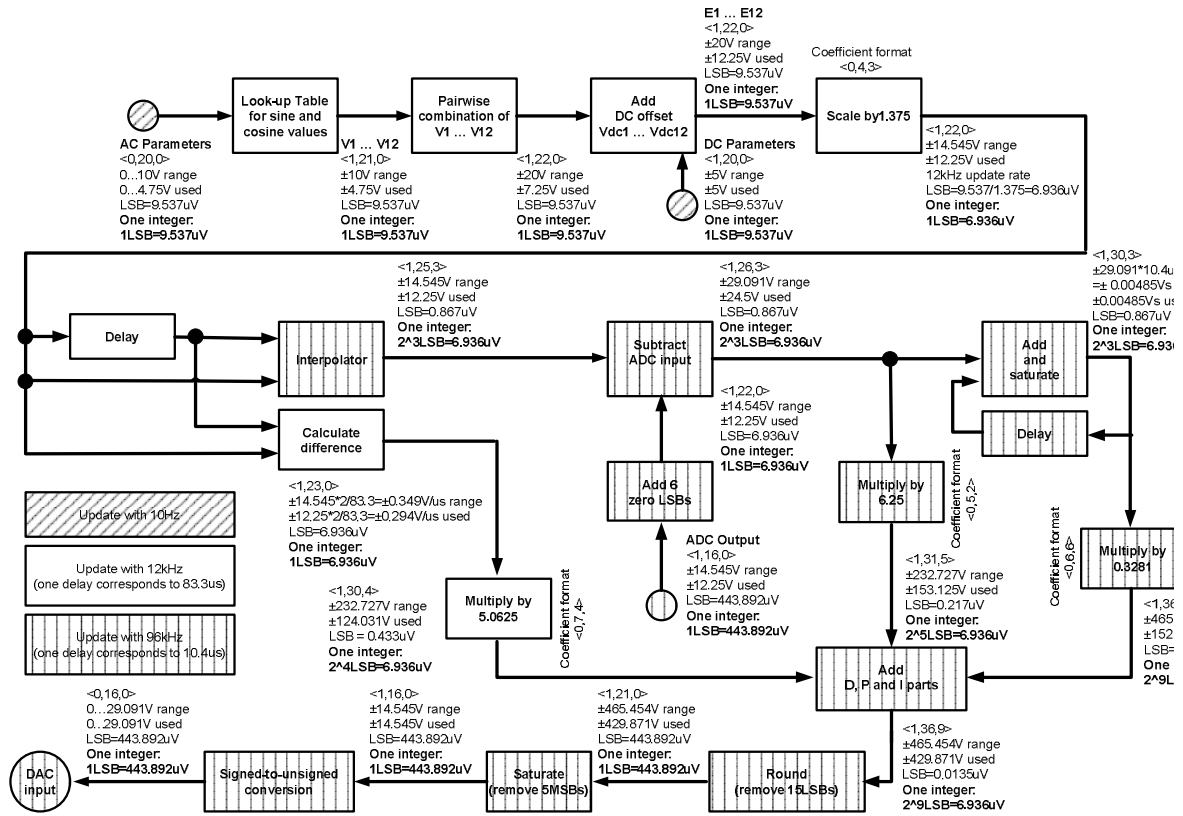 E1 ... E12
<1,22,0>
±20V range
±12.25V used
LSB=9.537uV
One integer:
1LSB=9.537uV
Coefficient format
<0,4,3>
Look-up Table
for sine and
cosine values
Pairwise
combination of
V1 ... V12
Add
DC offset
Vdc1 ... Vdc12
Scale by1.375
AC Parameters
<0,20,0>
0...10V range
0...4.75V used
LSB=9.537uV
One integer:
1LSB=9.537uV
V1 ... V12
<1,21,0>
±10V range
±4.75V used
LSB=9.537uV
One integer:
1LSB=9.537uV
<1,22,0>
±20V range
±7.25V used
LSB=9.537uV
One integer:
1LSB=9.537uV
DC Parameters
<1,20,0>
±5V range
±5V used
LSB=9.537uV
One integer:
1LSB=9.537uV
<1,22,0>
±14.545V range
±12.25V used
12kHz update rate
LSB=9.537/1.375=6.936uV
One integer:
1LSB=6.936uV
<1,25,3>
±14.545V range
±12.25V used
LSB=0.867uV
One integer:
2^3LSB=6.936uV
<1,26,3>
±29.091V range
±24.5V used
LSB=0.867uV
One integer:
2^3LSB=6.936uV
<1,30,3>
±29.091*10.4u
=± 0.00485Vs
±0.00485Vs us
LSB=0.867uV
One integer:
2^3LSB=6.936
Delay
Interpolator
Subtract
ADC input
Add
and
saturate
Delay
Calculate
difference
<1,22,0>
±14.545V range
±12.25V used
LSB=6.936uV
One integer:
1LSB=6.936uV
Add 6
zero LSBs
Multiply by
6.25
Coefficient format
<0,5,2>
Multiply by
0.3281
Coefficient format
<0,6,6>
<1,23,0>
±14.545*2/83.3=±0.349V/us range
±12.25*2/83,3=±0.294V/us used
LSB=6.936uV
One integer:
1LSB=6.936uV
Update with 10Hz
Update with 12kHz
(one delay corresponds to 83.3us)
Update with 96kHz
(one delay corresponds to 10.4us)
ADC Output
<1,16,0>
±14.545V range
±12.25V used
LSB=443.892uV
One integer:
1LSB=443.892uV
<1,30,4>
±232.727V range
±124.031V used
LSB = 0.433uV
One integer:
2^4LSB=6.936uV
Multiply by
5.0625
Coefficient format
<0,7,4>
<1,31,5>
±232.727V range
±153.125V used
LSB=0.217uV
One integer:
2^5LSB=6.936uV
<1,36
±465
±152
LSB=
One
2^9L
Add
D, P and I parts
<0,16,0>
0...29.091V range
0...29.091V used
LSB=443.892uV
One integer:
1LSB=443.892uV
<1,16,0>
±14.545V range
±14.545V used
LSB=443.892uV
One integer:
1LSB=443.892uV
<1,21,0>
±465.454V range
±429.871V used
LSB=443.892uV
One integer:
1LSB=443.892uV
<1,36,9>
±465.454V range
±429.871V used
LSB=0.0135uV
One integer:
2^9LSB=6.936uV
DAC
input
Signed-to-unsigned
conversion
Saturate
(remove 5MSBs)
Round
(remove 15LSBs)